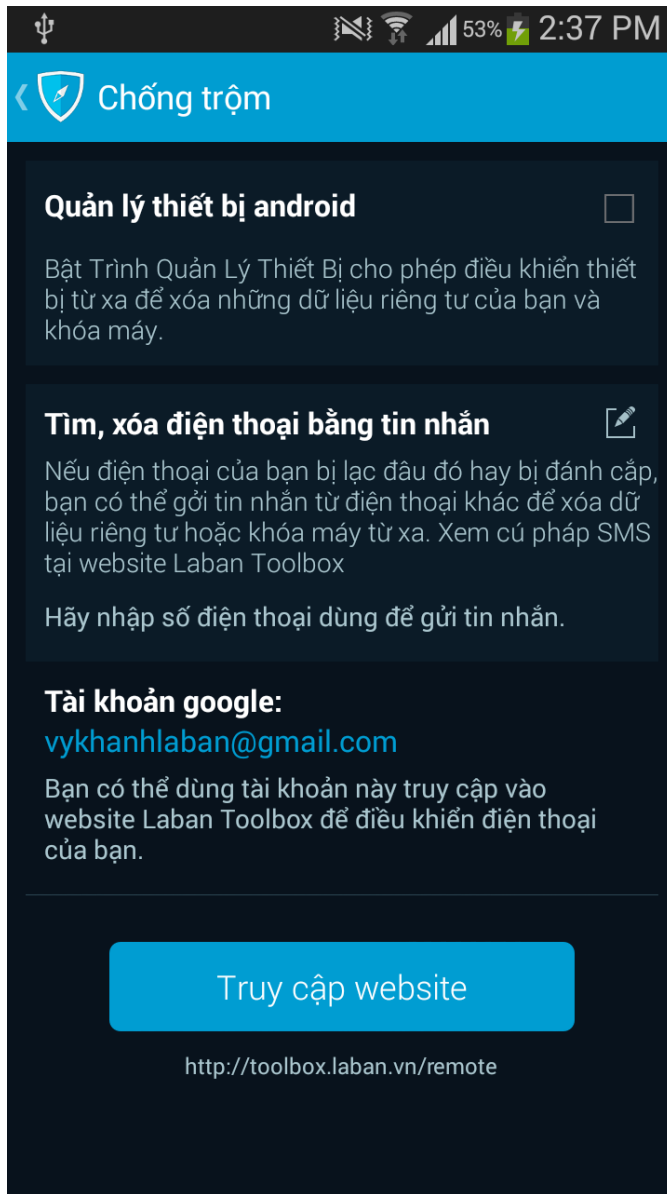 53% 2:37 PM
Chống trộm
Quản lý thiết bị android
Bật Trình Quản Lý Thiết Bị cho phép điều khiển thiết
bị từ xa để xóa những dữ liệu riêng tư của bạn và
khóa máy.
Tìm, xóa điện thoại bằng tin nhắn
Nếu điện thoại của bạn bị lạc đâu đó hay bị đánh cắp,
bạn có thể gởi tin nhắn từ điện thoại khác để xóa dữ
liệu riêng tư hoặc khóa máy từ xa. Xem cú pháp SMS
tại website Laban Toolbox
Hãy nhập số điện thoại dùng để gửi tin nhắn.
Tài khoản google:
vykhanhlaban@gmail.com
Bạn có thể dùng tài khoản này truy cập vào
website Laban Toolbox để điều khiển điện thoại
của bạn.
Truy cập website
http://toolbox.laban.vn/remote